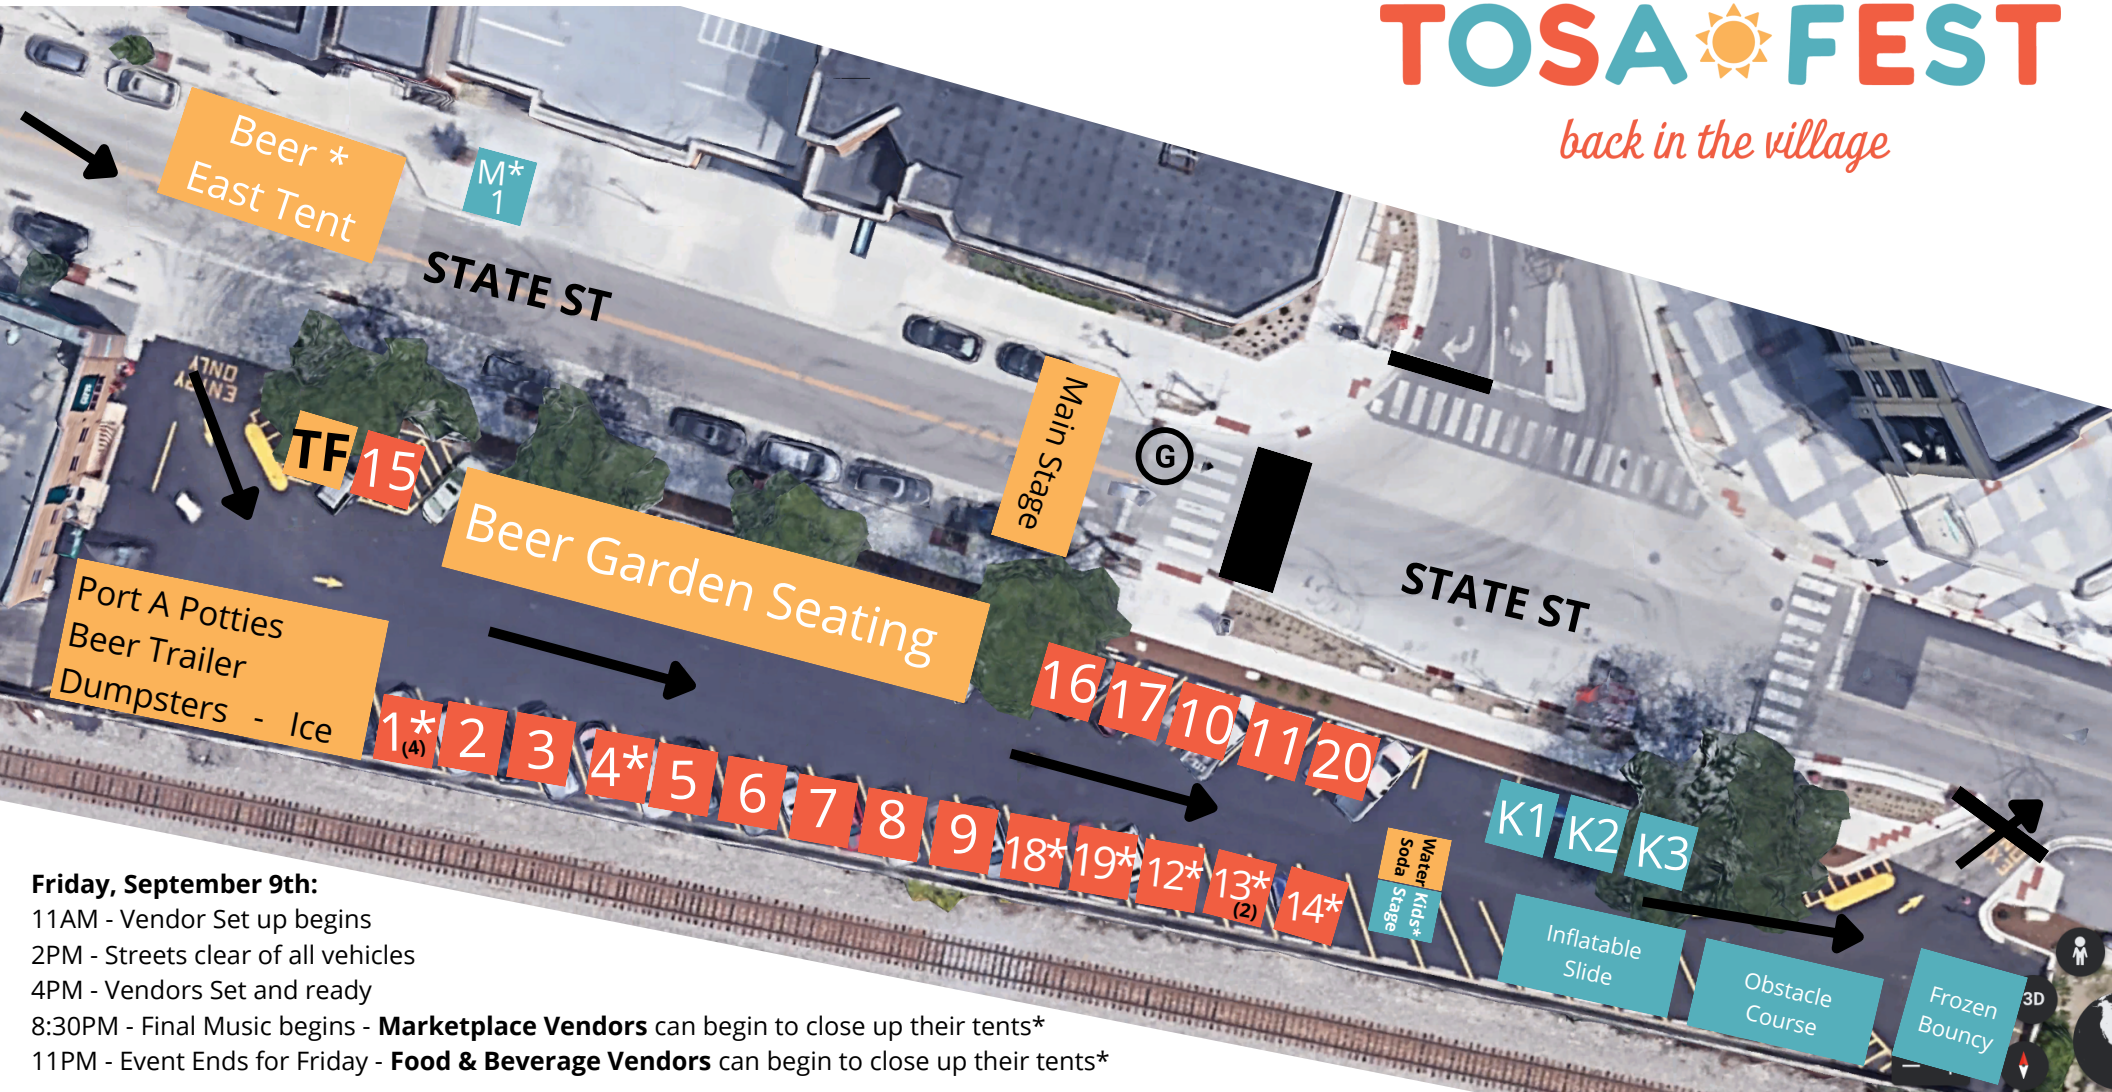 TOSA FEST
back in the village
Beer *
East Tent
M*
1
STATE ST
ENTRY
ONLY
TF
15
Main Stage
G
Beer Garden Seating
STATE ST
Port A Potties
Beer Trailer
Dumpsters - Ice
1*
(4)
2
3
4*
5
6
7
8
9
18*
19*
12*
13*
(2)
14*
16
17
10
11
20
Water
Soda
Kids*
Stage
K1
K2
K3
Inflatable
Slide
Obstacle
Course
Frozen
Bouncy
3D
Friday, September 9th:
11AM - Vendor Set up begins
2PM - Streets clear of all vehicles
4PM - Vendors Set and ready
8:30PM - Final Music begins - Marketplace Vendors can begin to close up their tents*
11PM - Event Ends for Friday - Food & Beverage Vendors can begin to close up their tents*